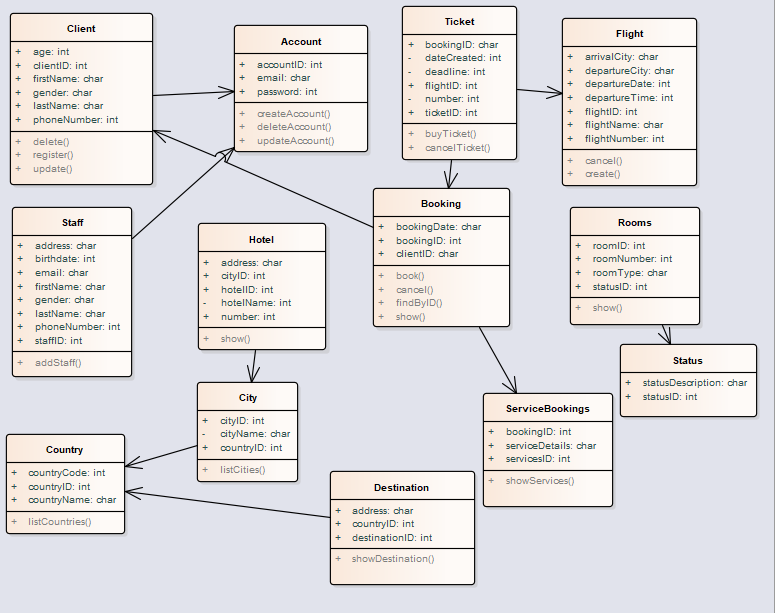 Client
+ age: int
+ clientID: int
+ firstName: char
+ gender: char
+ lastName: char
+ phoneNumber: int
+ delete()
+ register()
+ update()
Account
+ accountID: int
+ email: char
+ password: int
+ createAccount()
+ deleteAccount()
+ updateAccount()
Ticket
+ bookingID: char
- dateCreated: int
- deadline: int
+ flightID: int
- number: int
+ ticketID: int
+ buyTicket()
+ cancelTicket()
Flight
+ arrivalCity: char
+ departureCity: char
+ departureDate: int
+ departureTime: int
+ flightID: int
+ flightName: char
+ flightNumber: int
+ cancel()
+ create()
Staff
+ address: char
+ birthdate: int
+ email: char
+ firstName: char
+ gender: char
+ lastName: char
+ phoneNumber: int
+ staffID: int
+ addStaff()
Hotel
+ address: char
+ cityID: int
+ hotelID: int
- hotelName: int
+ number: int
+ show()
Booking
+ bookingDate: char
+ bookingID: int
+ clientID: char
+ book()
+ cancel()
+ findByID()
+ show()
Rooms
+ roomID: int
+ roomNumber: int
+ roomType: char
+ statusID: int
+ show()
Status
+ statusDescription: char
+ statusID: int
City
+ cityID: int
- cityName: char
+ countryID: int
+ listCities()
ServiceBookings
+ bookingID: int
+ serviceDetails: char
+ servicesID: int
+ showServices()
Country
+ countryCode: int
+ countryID: int
+ countryName: char
+ listCountries()
Destination
+ address: char
+ countryID: int
+ destinationID: int
+ showDestination()